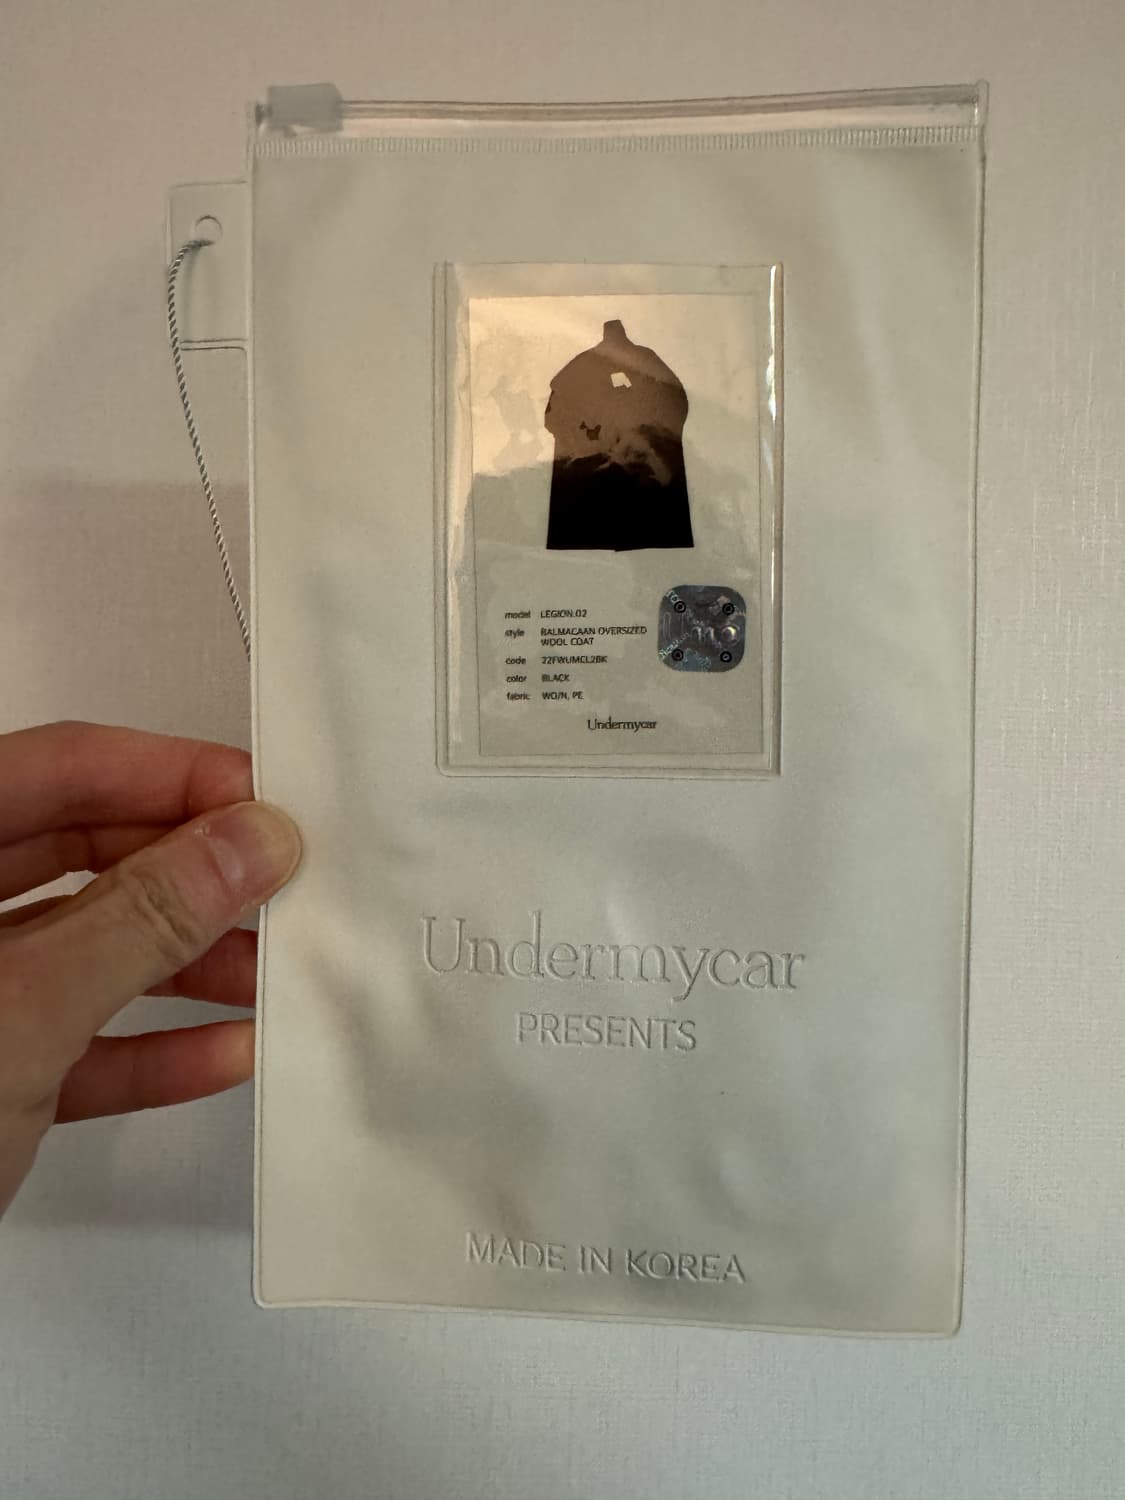 model LEGION.02
style BALMACAAN OVERSIZED
WOOL COAT
code 22FWUMCL2BK
color BLACK
fabric WO/N, PE
Undermycar
Undermycar
PRESENTS
MADE IN KOREA